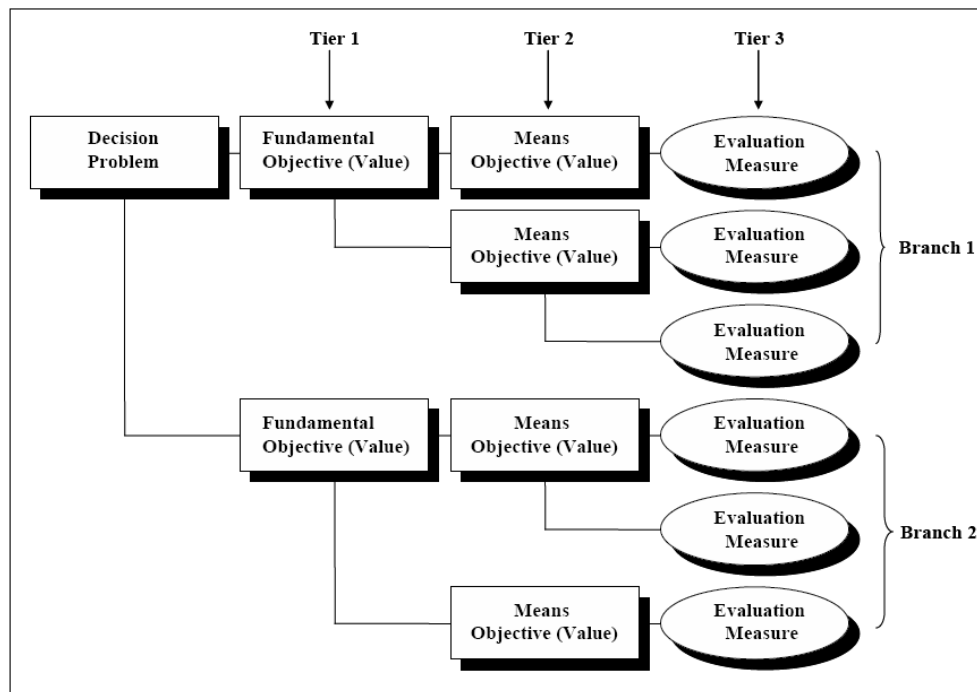 Tier 1
Tier 2
Tier 3
Decision
Problem
Fundamental
Objective (Value)
Means
Objective (Value)
Evaluation
Measure
Means
Objective (Value)
Evaluation
Measure
Branch 1
Evaluation
Measure
Fundamental
Objective (Value)
Means
Objective (Value)
Evaluation
Measure
Evaluation
Measure
Branch 2
Means
Objective (Value)
Evaluation
Measure